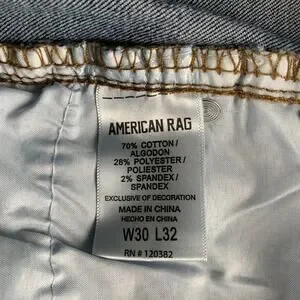 AMERICAN RAG
70% COTTON /
ALGODON
28% POLYESTER /
POLIESTER
2% SPANDEX /
SPANDEX
EXCLUSIVE OF DECORATION
MADE IN CHINA
HECHO EN CHINA
W30 L32
RN # 120382